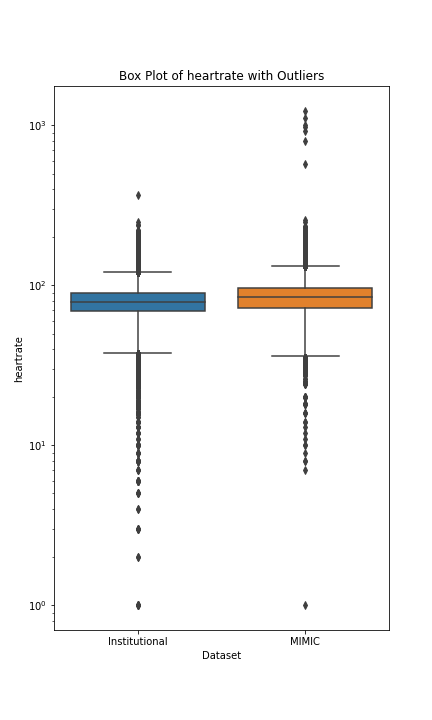 Box Plot of heartrate with Outliers
10³
10²
10¹
10⁰
heartrate
Institutional MIMIC
Dataset